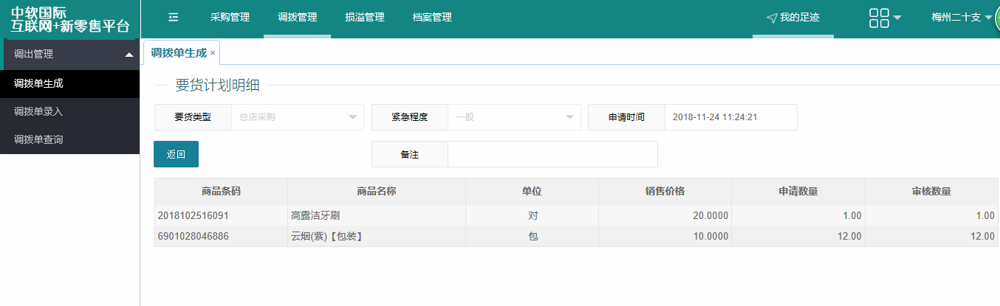 中软国际
互联网+新零售平台
采购管理 调拨管理 损溢管理 档案管理 我的足迹 梅州二十支
调出管理
调拨单生成
调拨单录入
调拨单查询
调拨单生成 ×
要货计划明细
要货类型 总店采购 紧急程度 一般 申请时间 2018-11-24 11:24:21
返回 备注
商品条码 商品名称 单位 销售价格 申请数量 审核数量
2018102516091 高露洁牙刷 对 20.0000 1.00 1.00
6901028046886 云烟(紫)【包装】 包 10.0000 12.00 12.00